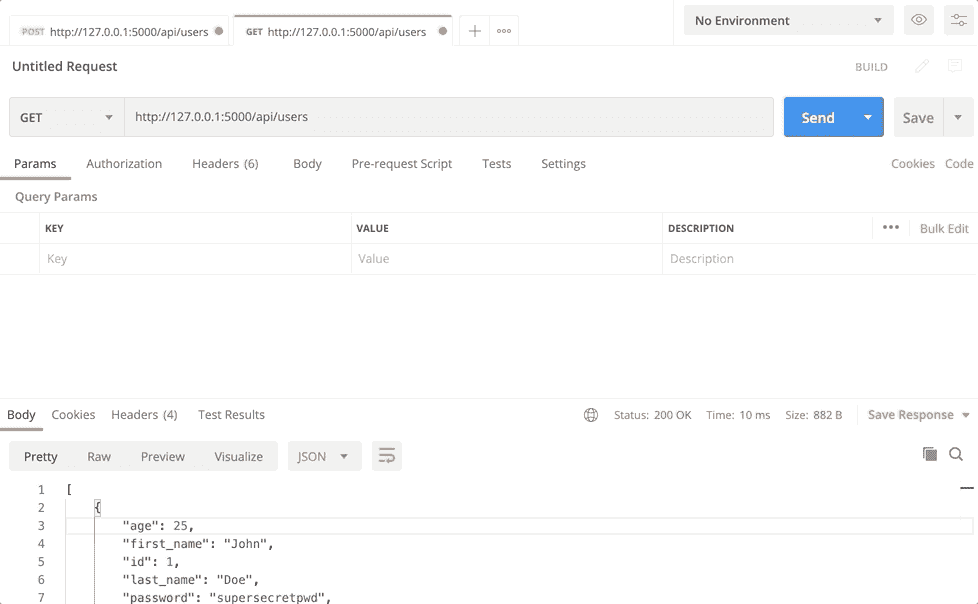 POST http://127.0.0.1:5000/api/users GET http://127.0.0.1:5000/api/users No Environment
Untitled Request BUILD
GET http://127.0.0.1:5000/api/users Send Save
Params Authorization Headers (6) Body Pre-request Script Tests Settings Cookies Code
Query Params
KEY VALUE DESCRIPTION ••• Bulk Edit
Key Value Description
Body Cookies Headers (4) Test Results Status: 200 OK Time: 10 ms Size: 882 B Save Response
Pretty Raw Preview Visualize JSON
1 [
2 {
3 "age": 25,
4 "first_name": "John",
5 "id": 1,
6 "last_name": "Doe",
7 "password": "supersecretpwd",